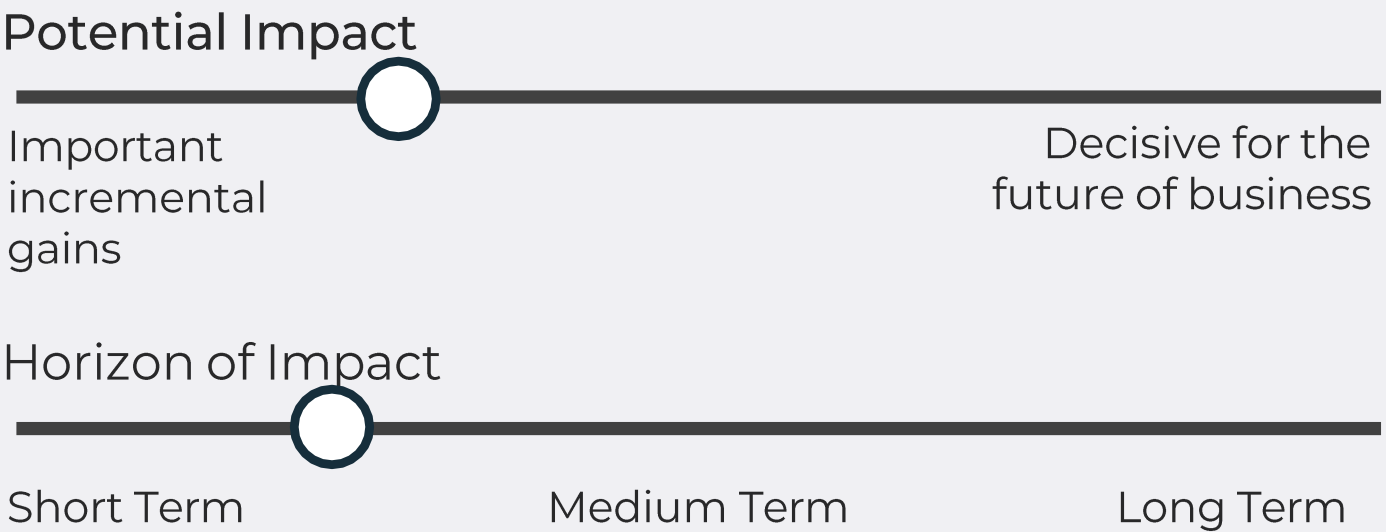 Potential Impact
Important
incremental
gains
Decisive for the
future of business
Horizon of Impact
Short Term
Medium Term
Long Term